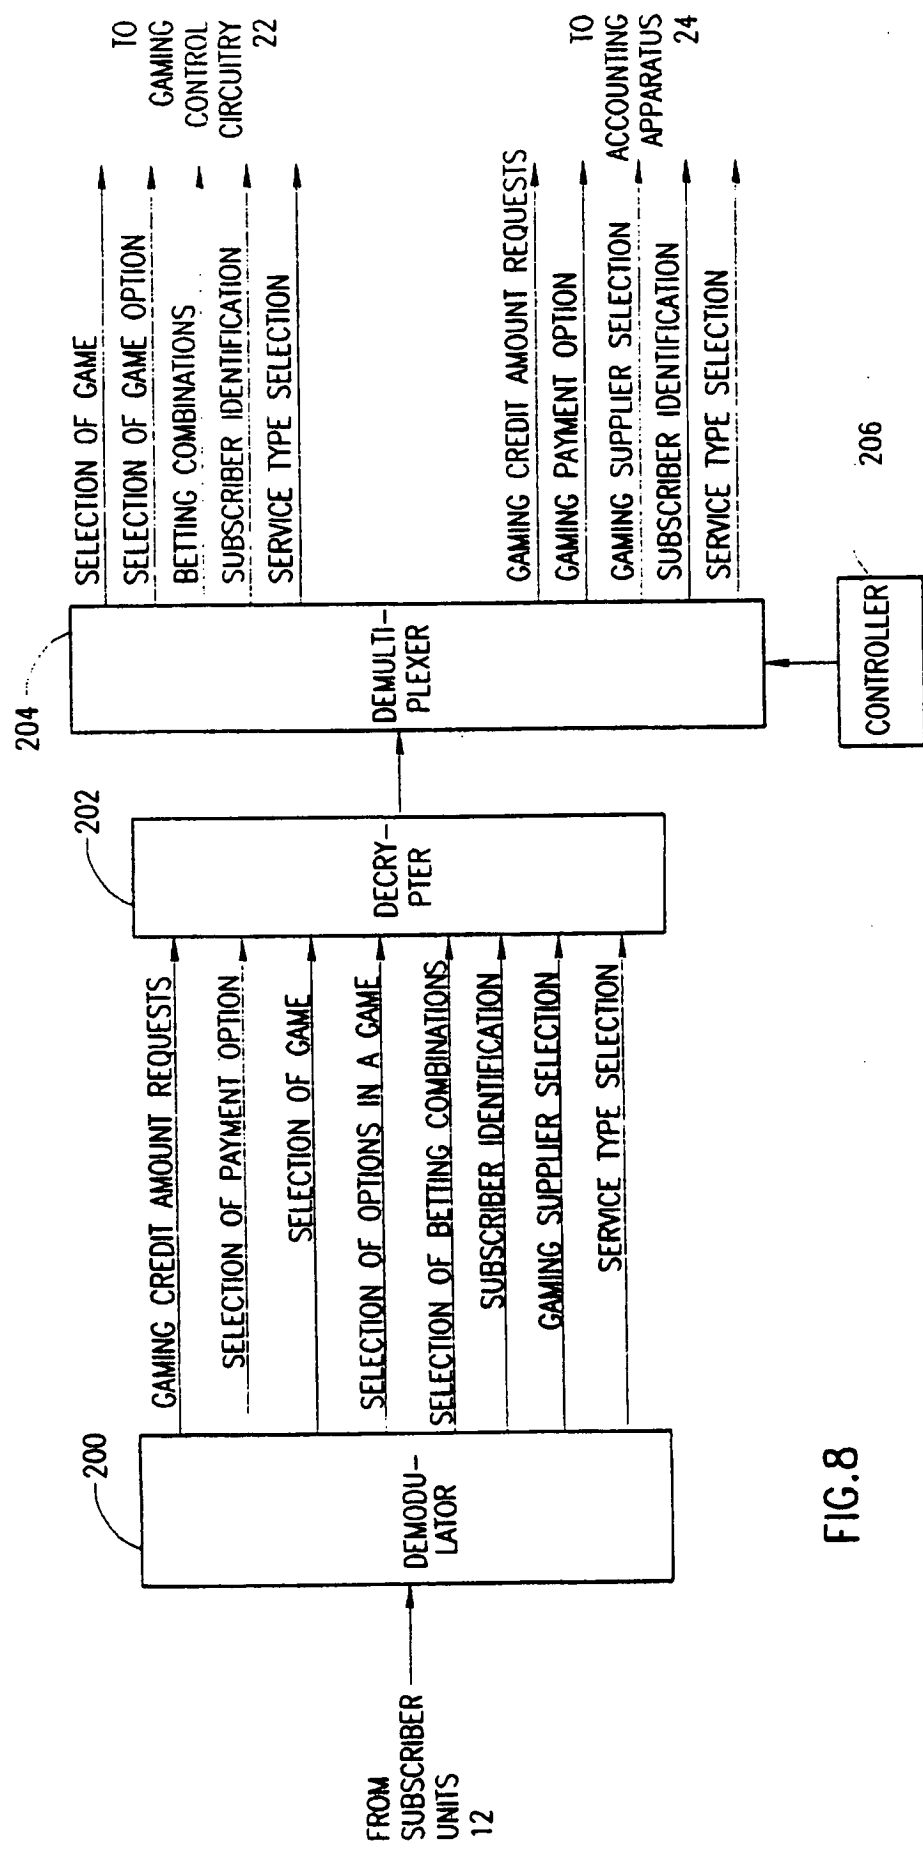 FROM
SUBSCRIBER
UNITS
12
200
DEMODU-
LATOR
GAMING CREDIT AMOUNT REQUESTS
SELECTION OF PAYMENT OPTION
SELECTION OF GAME
SELECTION OF OPTIONS IN A GAME
SELECTION OF BETTING COMBINATIONS
SUBSCRIBER IDENTIFICATION
GAMING SUPPLIER SELECTION
SERVICE TYPE SELECTION
202
DECRY-
PTER
204
DEMULTI-
PLEXER
SELECTION OF GAME
SELECTION OF GAME OPTION
BETTING COMBINATIONS
SUBSCRIBER IDENTIFICATION
SERVICE TYPE SELECTION
TO
GAMING
CONTROL
CIRCUITRY
22
GAMING CREDIT AMOUNT REQUESTS
GAMING PAYMENT OPTION
GAMING SUPPLIER SELECTION
SUBSCRIBER IDENTIFICATION
SERVICE TYPE SELECTION
TO
ACCOUNTING
APPARATUS
24
CONTROLLER
206
FIG.8